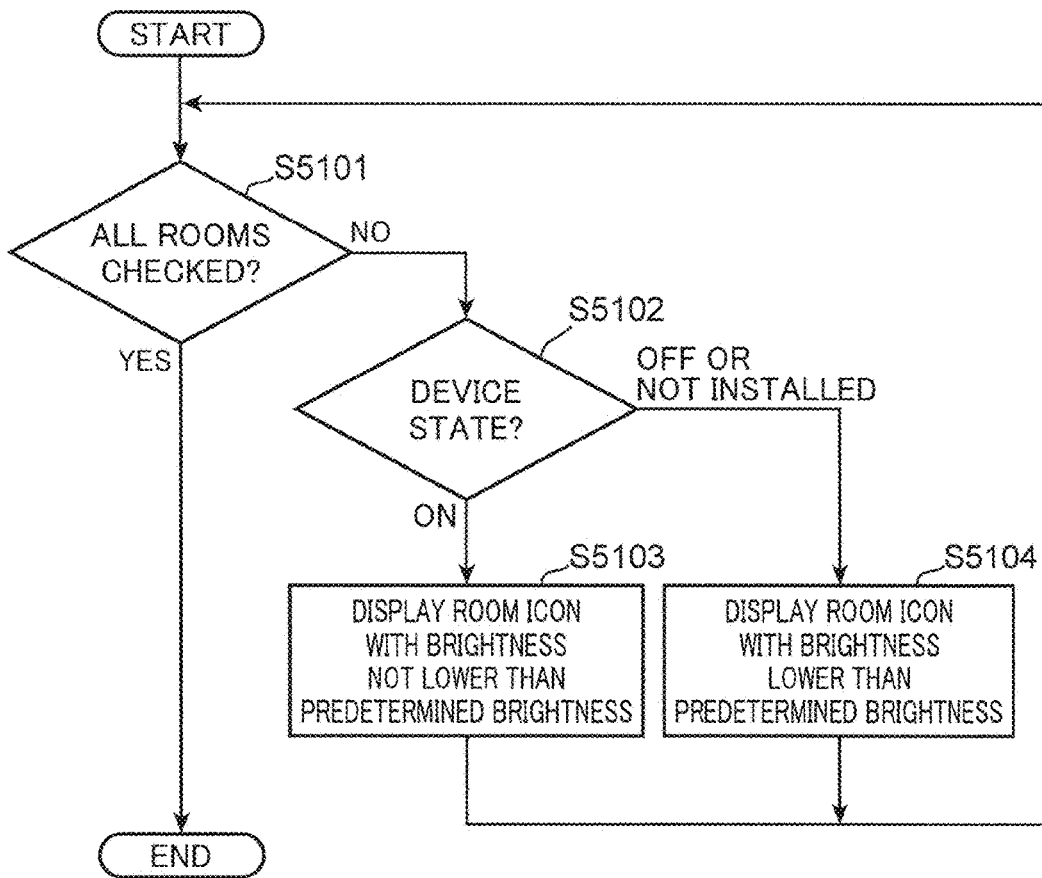 START
S5101
ALL ROOMS
CHECKED?
NO
YES
S5102
DEVICE
STATE?
OFF OR
NOT INSTALLED
ON
S5103
DISPLAY ROOM ICON
WITH BRIGHTNESS
NOT LOWER THAN
PREDETERMINED BRIGHTNESS
S5104
DISPLAY ROOM ICON
WITH BRIGHTNESS
LOWER THAN
PREDETERMINED BRIGHTNESS
END